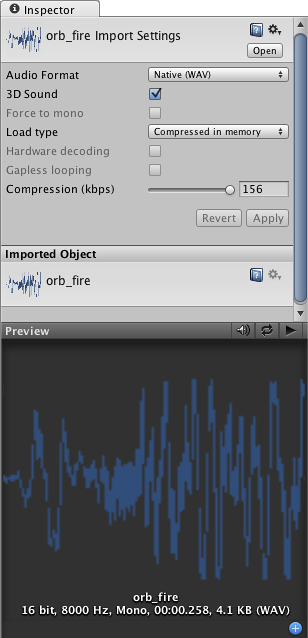 Inspector
orb_fire Import Settings
Open
Audio Format Native (WAV)
3D Sound
Force to mono
Load type Compressed in memory
Hardware decoding
Gapless looping
Compression (kbps) 156
Revert Apply
Imported Object
orb_fire
Preview
orb_fire
16 bit, 8000 Hz, Mono, 00:00.258, 4.1 KB (WAV)